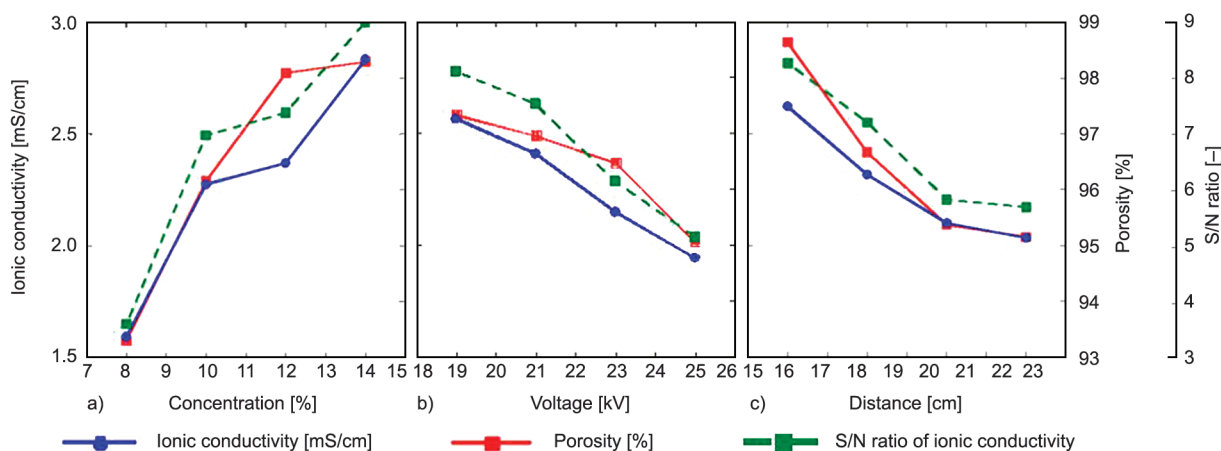 3.0
2.5
2.0
1.5
Ionic conductivity [mS/cm]
7 8 9 10 11 12 13 14 15
a) Concentration [%]
18 19 20 21 22 23 24 25 26
b) Voltage [kV]
15 16 17 18 19 20 21 22 23
c) Distance [cm]
99
98
97
96
95
94
93
Porosity [%]
9
8
7
6
5
4
3
S/N ratio [–]
Ionic conductivity [mS/cm] Porosity [%] S/N ratio of ionic conductivity